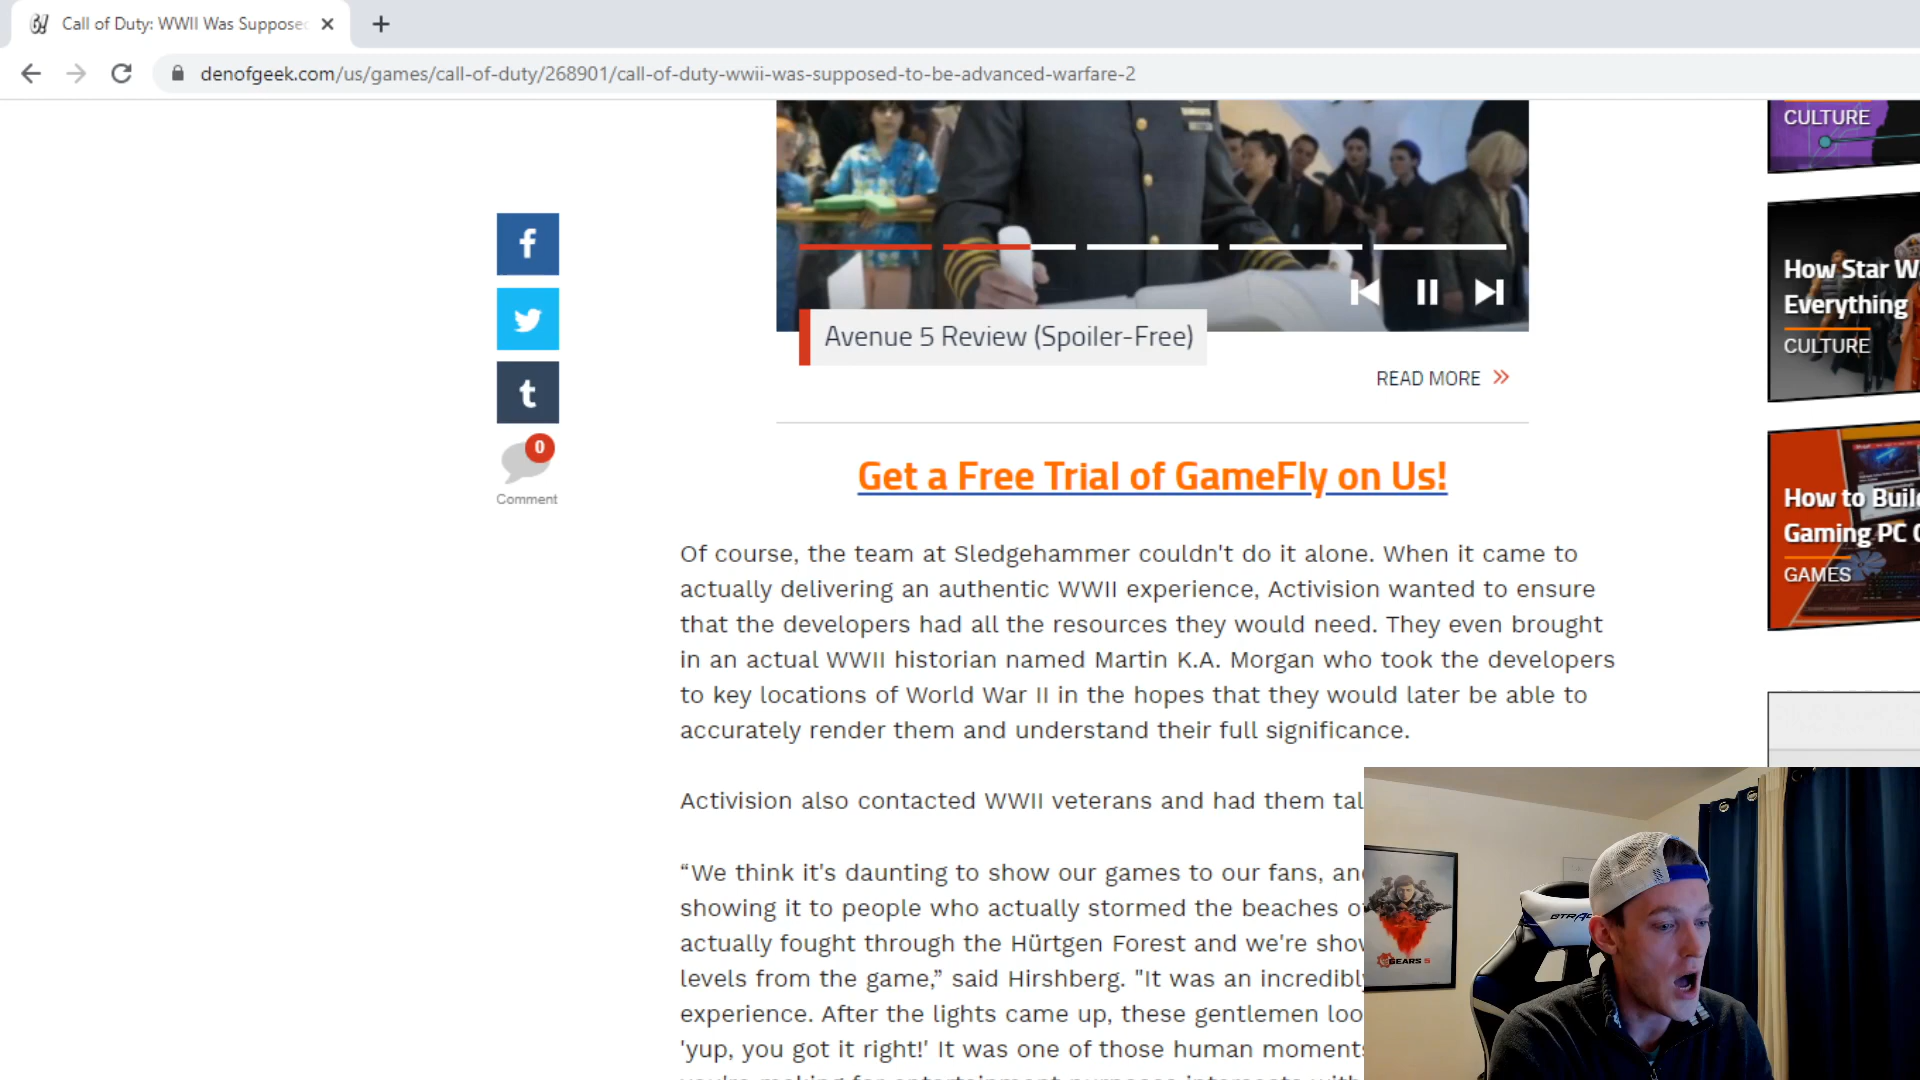 Call of Duty: WWII Was Suppose
denofgeek.com/us/games/call-of-duty/268901/call-of-duty-wwii-was-supposed-to-be-advanced-warfare-2
CULTURE
How Star W
Everything
CULTURE
Avenue 5 Review (Spoiler-Free)
READ MORE
f
t
0
Comment
Get a Free Trial of GameFly on Us!
How to Buil
Gaming PC
GAMES
Of course, the team at Sledgehammer couldn't do it alone. When it came to
actually delivering an authentic WWII experience, Activision wanted to ensure
that the developers had all the resources they would need. They even brought
in an actual WWII historian named Martin K.A. Morgan who took the developers
to key locations of World War II in the hopes that they would later be able to
accurately render them and understand their full significance.
Activision also contacted WWII veterans and had them tal
“We think it's daunting to show our games to our fans, an
showing it to people who actually stormed the beaches o
actually fought through the Hürtgen Forest and we're sho
levels from the game,” said Hirshberg. "It was an incredibl
experience. After the lights came up, these gentlemen loo
'yup, you got it right!' It was one of those human moments
GEARS 5
GTRAC